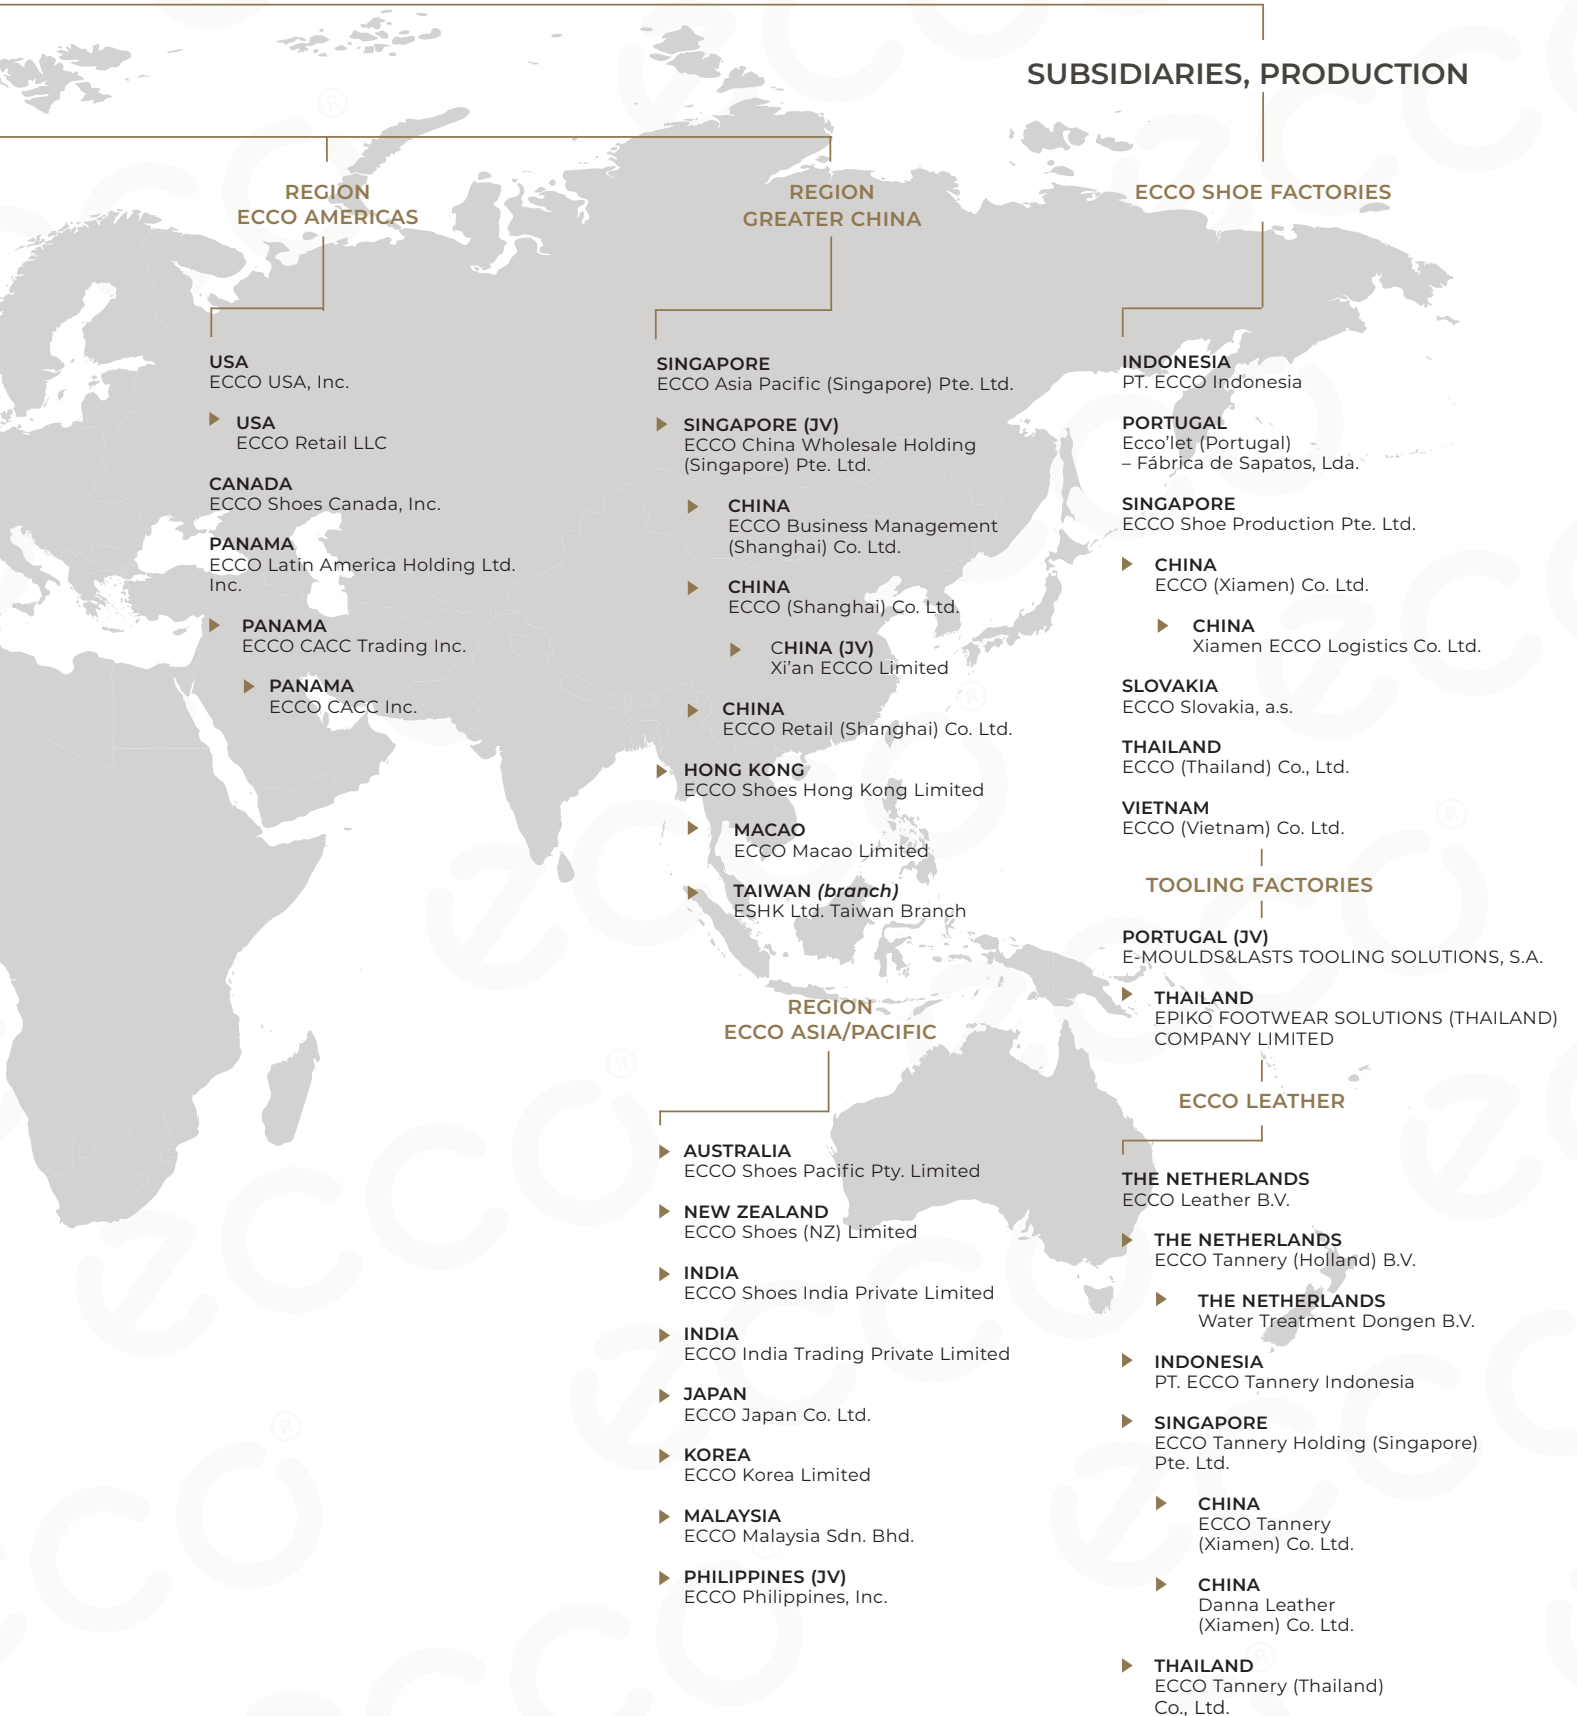 SUBSIDIARIES, PRODUCTION
REGION
ECCO AMERICAS
USA
ECCO USA, Inc.
USA
ECCO Retail LLC
CANADA
ECCO Shoes Canada, Inc.
PANAMA
ECCO Latin America Holding Ltd.
Inc.
PANAMA
ECCO CACC Trading Inc.
PANAMA
ECCO CACC Inc.
REGION
GREATER CHINA
SINGAPORE
ECCO Asia Pacific (Singapore) Pte. Ltd.
SINGAPORE (JV)
ECCO China Wholesale Holding
(Singapore) Pte. Ltd.
CHINA
ECCO Business Management
(Shanghai) Co. Ltd.
CHINA
ECCO (Shanghai) Co. Ltd.
CHINA (JV)
Xi'an ECCO Limited
CHINA
ECCO Retail (Shanghai) Co. Ltd.
HONG KONG
ECCO Shoes Hong Kong Limited
MACAO
ECCO Macao Limited
TAIWAN (branch)
ESHK Ltd. Taiwan Branch
REGION
ECCO ASIA/PACIFIC
AUSTRALIA
ECCO Shoes Pacific Pty. Limited
NEW ZEALAND
ECCO Shoes (NZ) Limited
INDIA
ECCO Shoes India Private Limited
INDIA
ECCO India Trading Private Limited
JAPAN
ECCO Japan Co. Ltd.
KOREA
ECCO Korea Limited
MALAYSIA
ECCO Malaysia Sdn. Bhd.
PHILIPPINES (JV)
ECCO Philippines, Inc.
ECCO SHOE FACTORIES
INDONESIA
PT. ECCO Indonesia
PORTUGAL
Ecco'let (Portugal)
– Fábrica de Sapatos, Lda.
SINGAPORE
ECCO Shoe Production Pte. Ltd.
CHINA
ECCO (Xiamen) Co. Ltd.
CHINA
Xiamen ECCO Logistics Co. Ltd.
SLOVAKIA
ECCO Slovakia, a.s.
THAILAND
ECCO (Thailand) Co., Ltd.
VIETNAM
ECCO (Vietnam) Co. Ltd.
TOOLING FACTORIES
PORTUGAL (JV)
E-MOULDS&LASTS TOOLING SOLUTIONS, S.A.
THAILAND
EPIKO FOOTWEAR SOLUTIONS (THAILAND)
COMPANY LIMITED
ECCO LEATHER
THE NETHERLANDS
ECCO Leather B.V.
THE NETHERLANDS
ECCO Tannery (Holland) B.V.
THE NETHERLANDS
Water Treatment Dongen B.V.
INDONESIA
PT. ECCO Tannery Indonesia
SINGAPORE
ECCO Tannery Holding (Singapore)
Pte. Ltd.
CHINA
ECCO Tannery
(Xiamen) Co. Ltd.
CHINA
Danna Leather
(Xiamen) Co. Ltd.
THAILAND
ECCO Tannery (Thailand)
Co., Ltd.